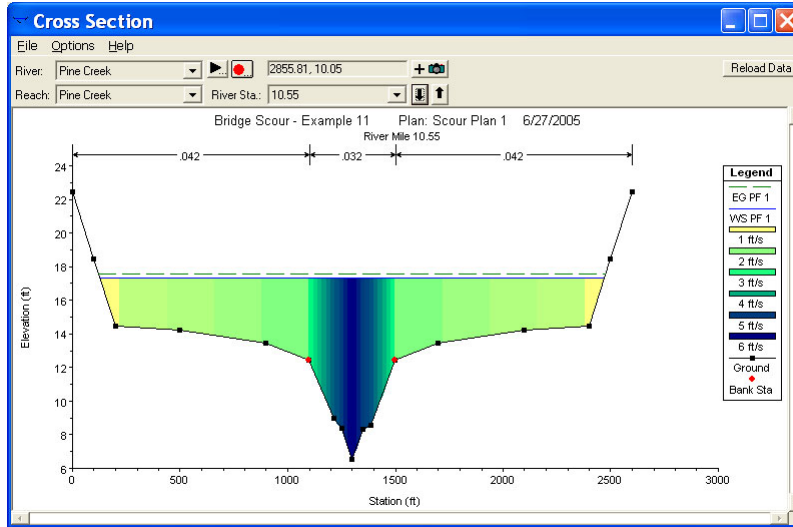 Cross Section
File Options Help
River: Pine Creek 2855.81, 10.05 Reload Data
Reach: Pine Creek River Sta.: 10.55
Bridge Scour - Example 11 Plan: Scour Plan 1 6/27/2005
River Mile 10.55
.042 .032 .042
24
22
20
18
16
14
12
10
8
6
Elevation (ft)
0 500 1000 1500 2000 2500 3000
Station (ft)
Legend
EG PF 1
WS PF 1
1 ft/s
2 ft/s
3 ft/s
4 ft/s
5 ft/s
6 ft/s
Ground
Bank Sta